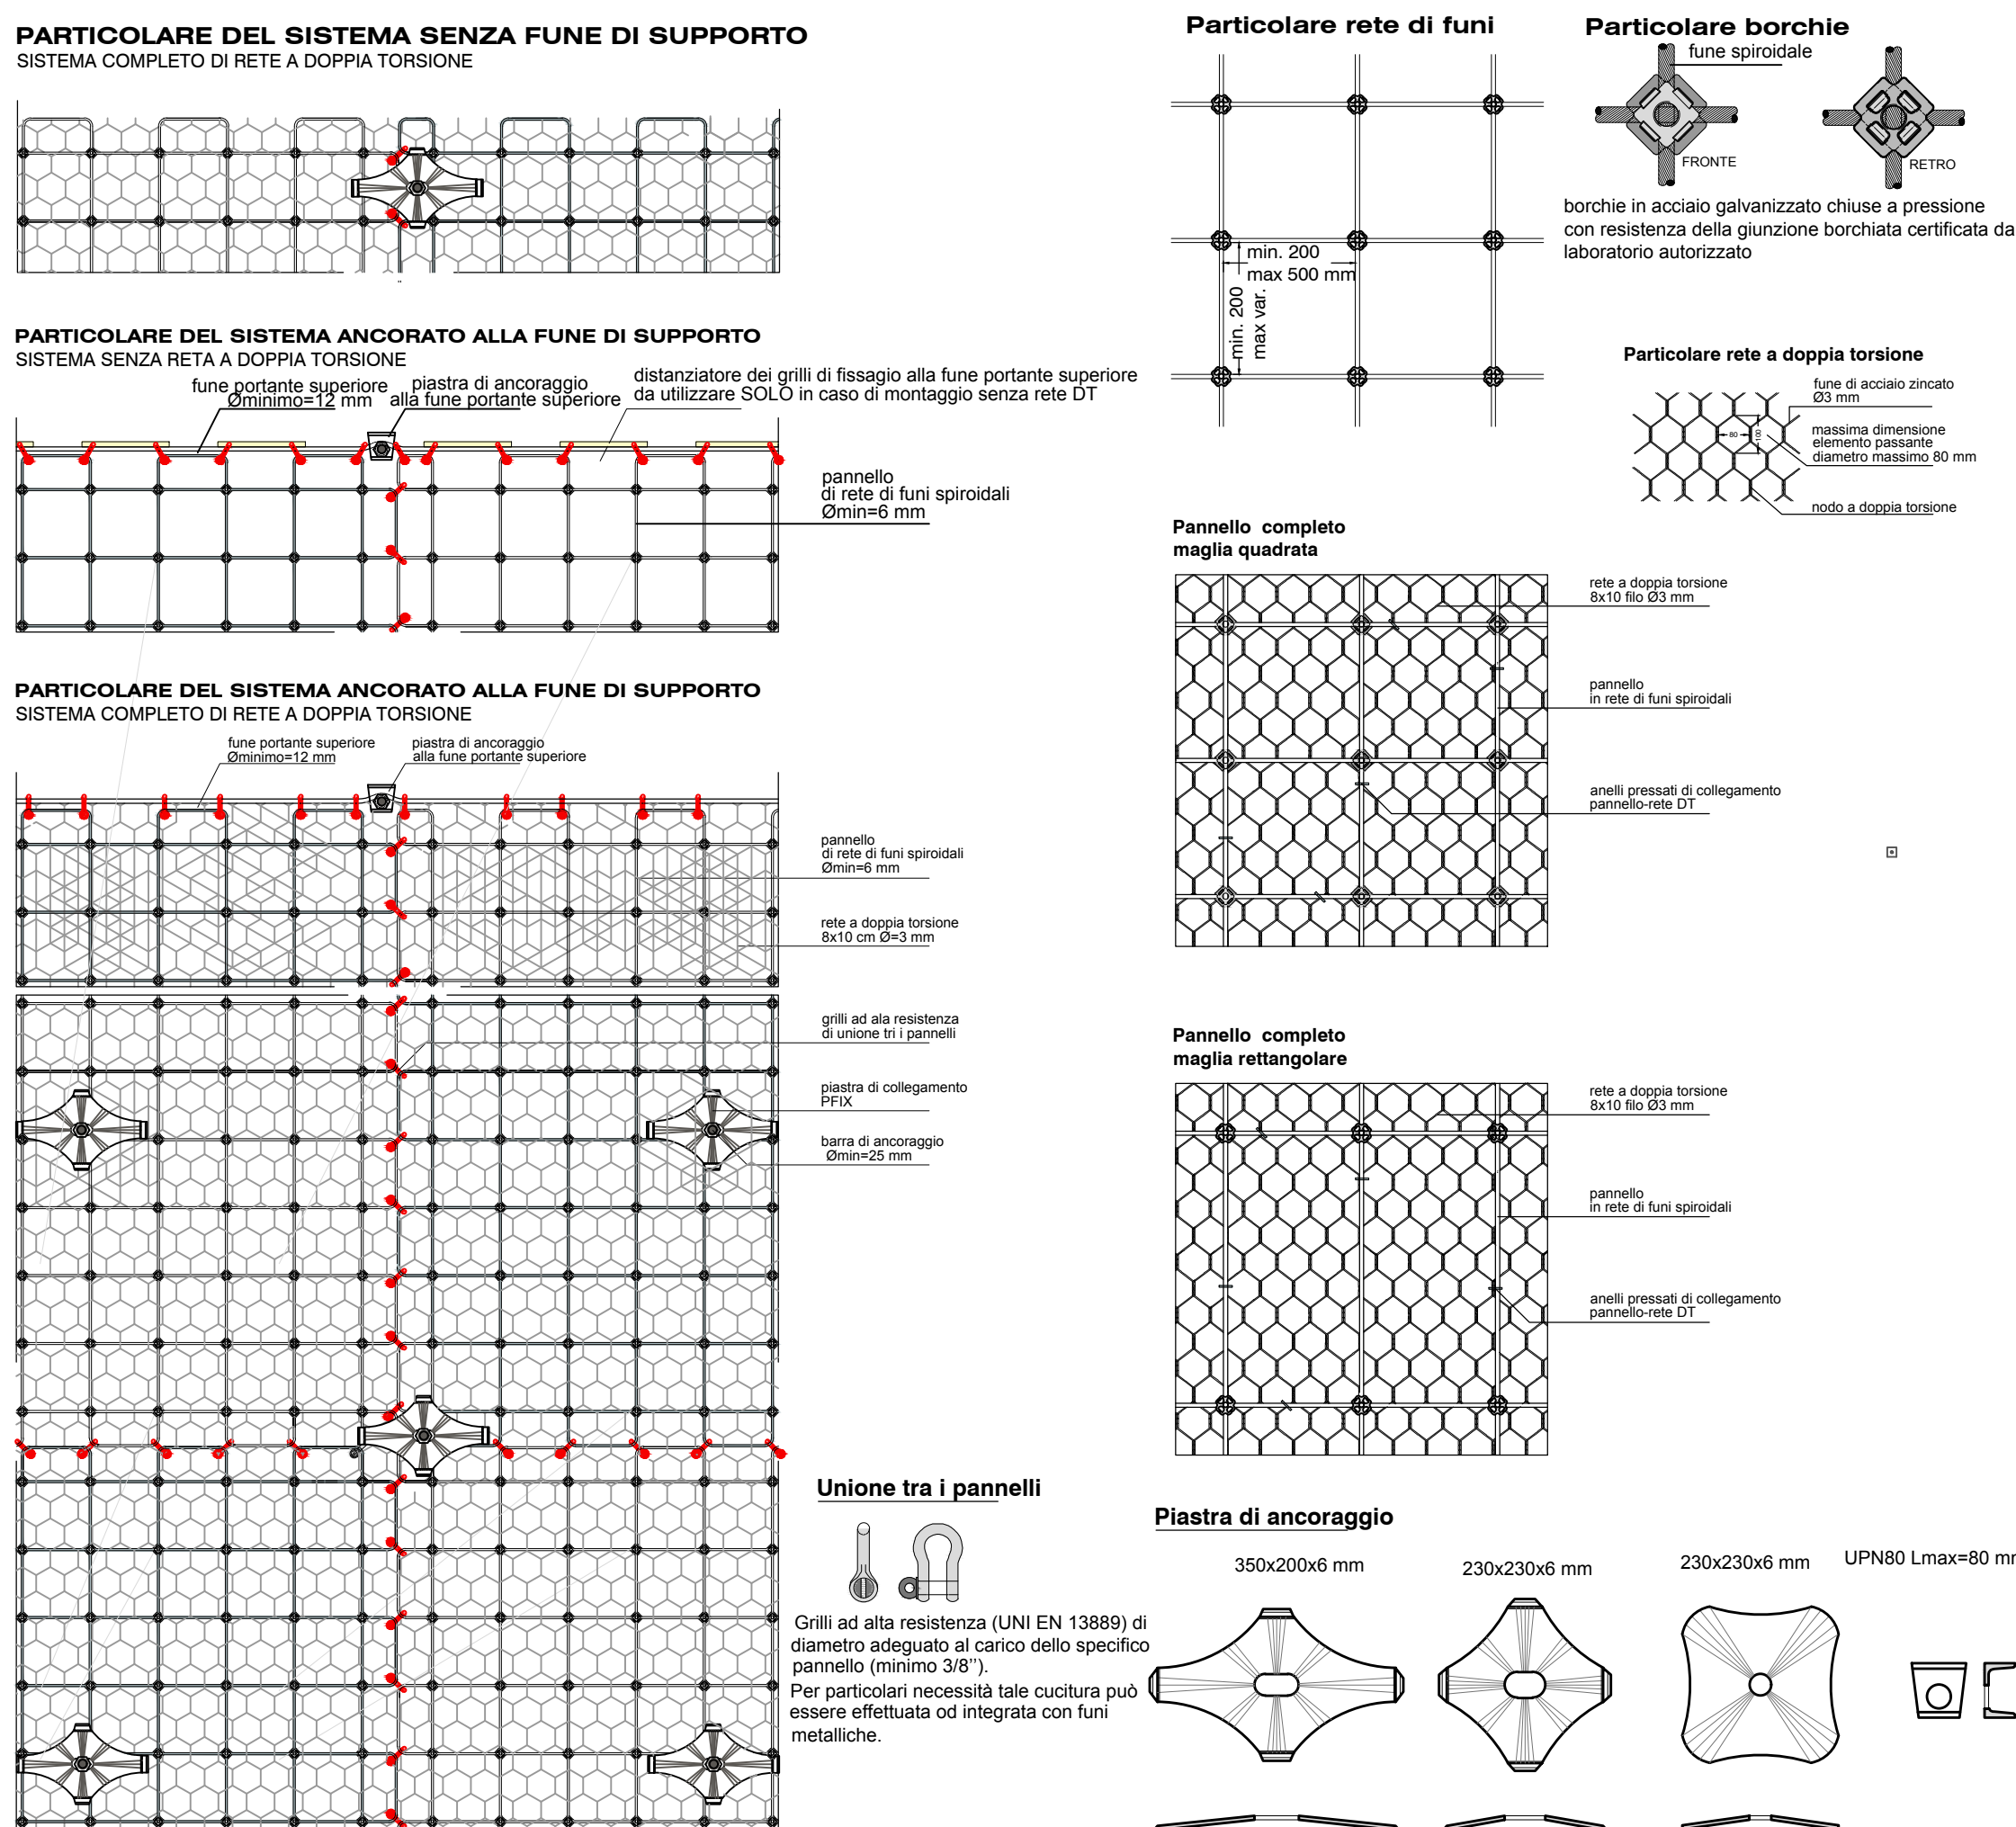 PARTICOLARE DEL SISTEMA SENZA FUNE DI SUPPORTO
SISTEMA COMPLETO DI RETE A DOPPIA TORSIONE
PARTICOLARE DEL SISTEMA ANCORATO ALLA FUNE DI SUPPORTO
SISTEMA SENZA RETA A DOPPIA TORSIONE
fune portante superiore
Øminimo=12 mm
piastra di ancoraggio
alla fune portante superiore
distanziatore dei grilli di fissagio alla fune portante superiore
da utilizzare SOLO in caso di montaggio senza rete DT
pannello
di rete di funi spiroidali
Ømin=6 mm
PARTICOLARE DEL SISTEMA ANCORATO ALLA FUNE DI SUPPORTO
SISTEMA COMPLETO DI RETE A DOPPIA TORSIONE
fune portante superiore
Øminimo=12 mm
piastra di ancoraggio
alla fune portante superiore
pannello
di rete di funi spiroidali
Ømin=6 mm
rete a doppia torsione
8x10 cm Ø=3 mm
grilli ad ala resistenza
di unione tri i pannelli
piastra di collegamento
PFIX
barra di ancoraggio
Ømin=25 mm
Unione tra i pannelli
Grilli ad alta resistenza (UNI EN 13889) di
diametro adeguato al carico dello specifico
pannello (minimo 3/8'').
Per particolari necessità tale cucitura può
essere effettuata od integrata con funi
metalliche.
Particolare rete di funi
min. 200
max 500 mm
min. 200
max var.
Particolare borchie
fune spiroidale
FRONTE
RETRO
borchie in acciaio galvanizzato chiuse a pressione
con resistenza della giunzione borchiata certificata da
laboratorio autorizzato
Particolare rete a doppia torsione
fune di acciaio zincato
Ø3 mm
80
100
massima dimensione
elemento passante
diametro massimo 80 mm
nodo a doppia torsione
Pannello completo
maglia quadrata
rete a doppia torsione
8x10 filo Ø3 mm
pannello
in rete di funi spiroidali
anelli pressati di collegamento
pannello-rete DT
Pannello completo
maglia rettangolare
rete a doppia torsione
8x10 filo Ø3 mm
pannello
in rete di funi spiroidali
anelli pressati di collegamento
pannello-rete DT
Piastra di ancoraggio
350x200x6 mm
230x230x6 mm
230x230x6 mm
UPN80 Lmax=80 mm